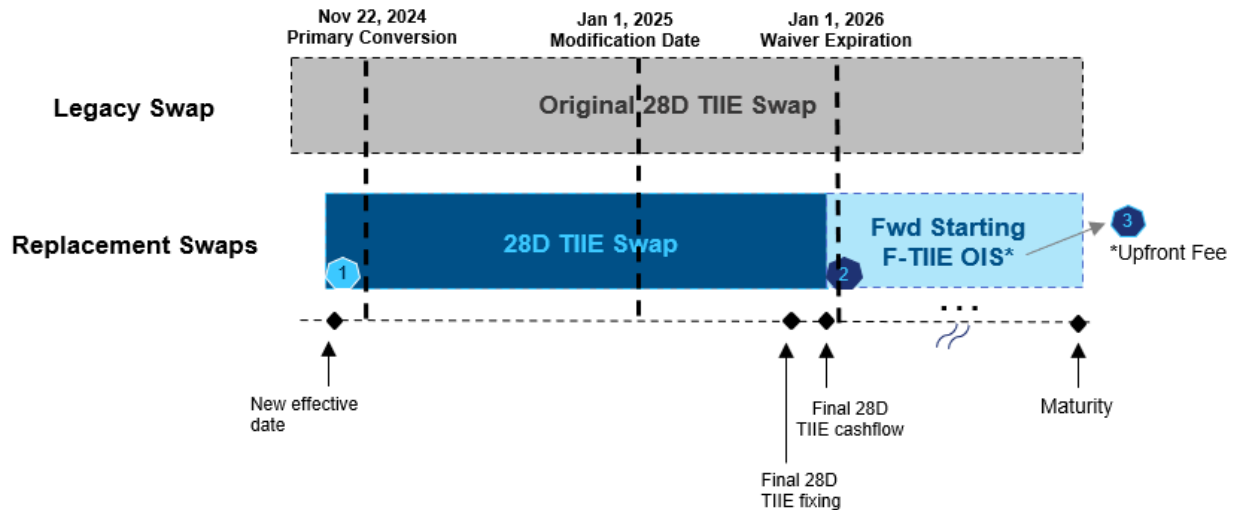 Nov 22, 2024
Primary Conversion
Jan 1, 2025
Modification Date
Jan 1, 2026
Waiver Expiration
Legacy Swap
Original 28D TIIE Swap
Replacement Swaps
28D TIIE Swap
Fwd Starting
F-TIIE OIS*
1
2
3
*Upfront Fee
...
New effective
date
Final 28D
TIIE cashflow
Maturity
Final 28D
TIIE fixing